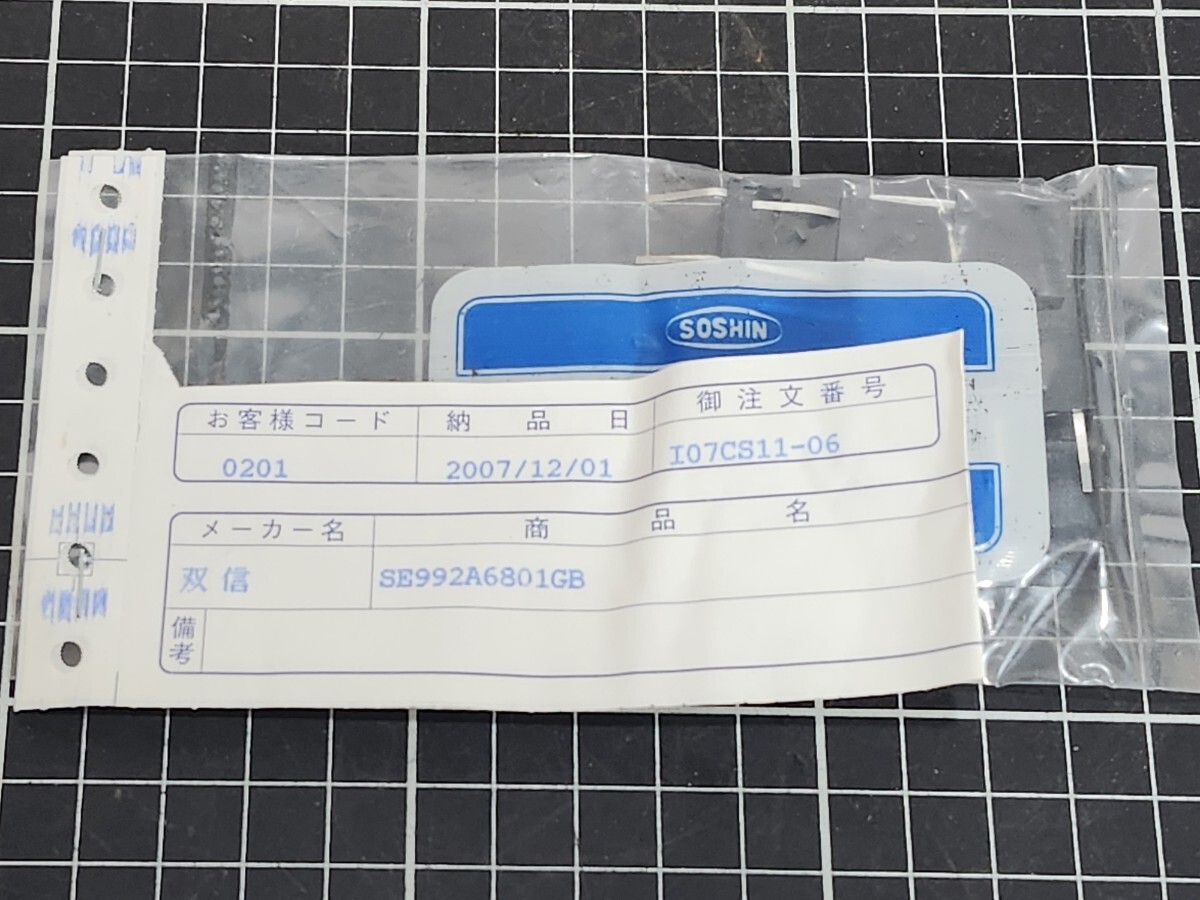 SOSHIN
お客様コード 納品日 御注文番号
0201 2007/12/01 I07CS11-06
メーカー名 商品名
双信 SE992A6801GB
備考